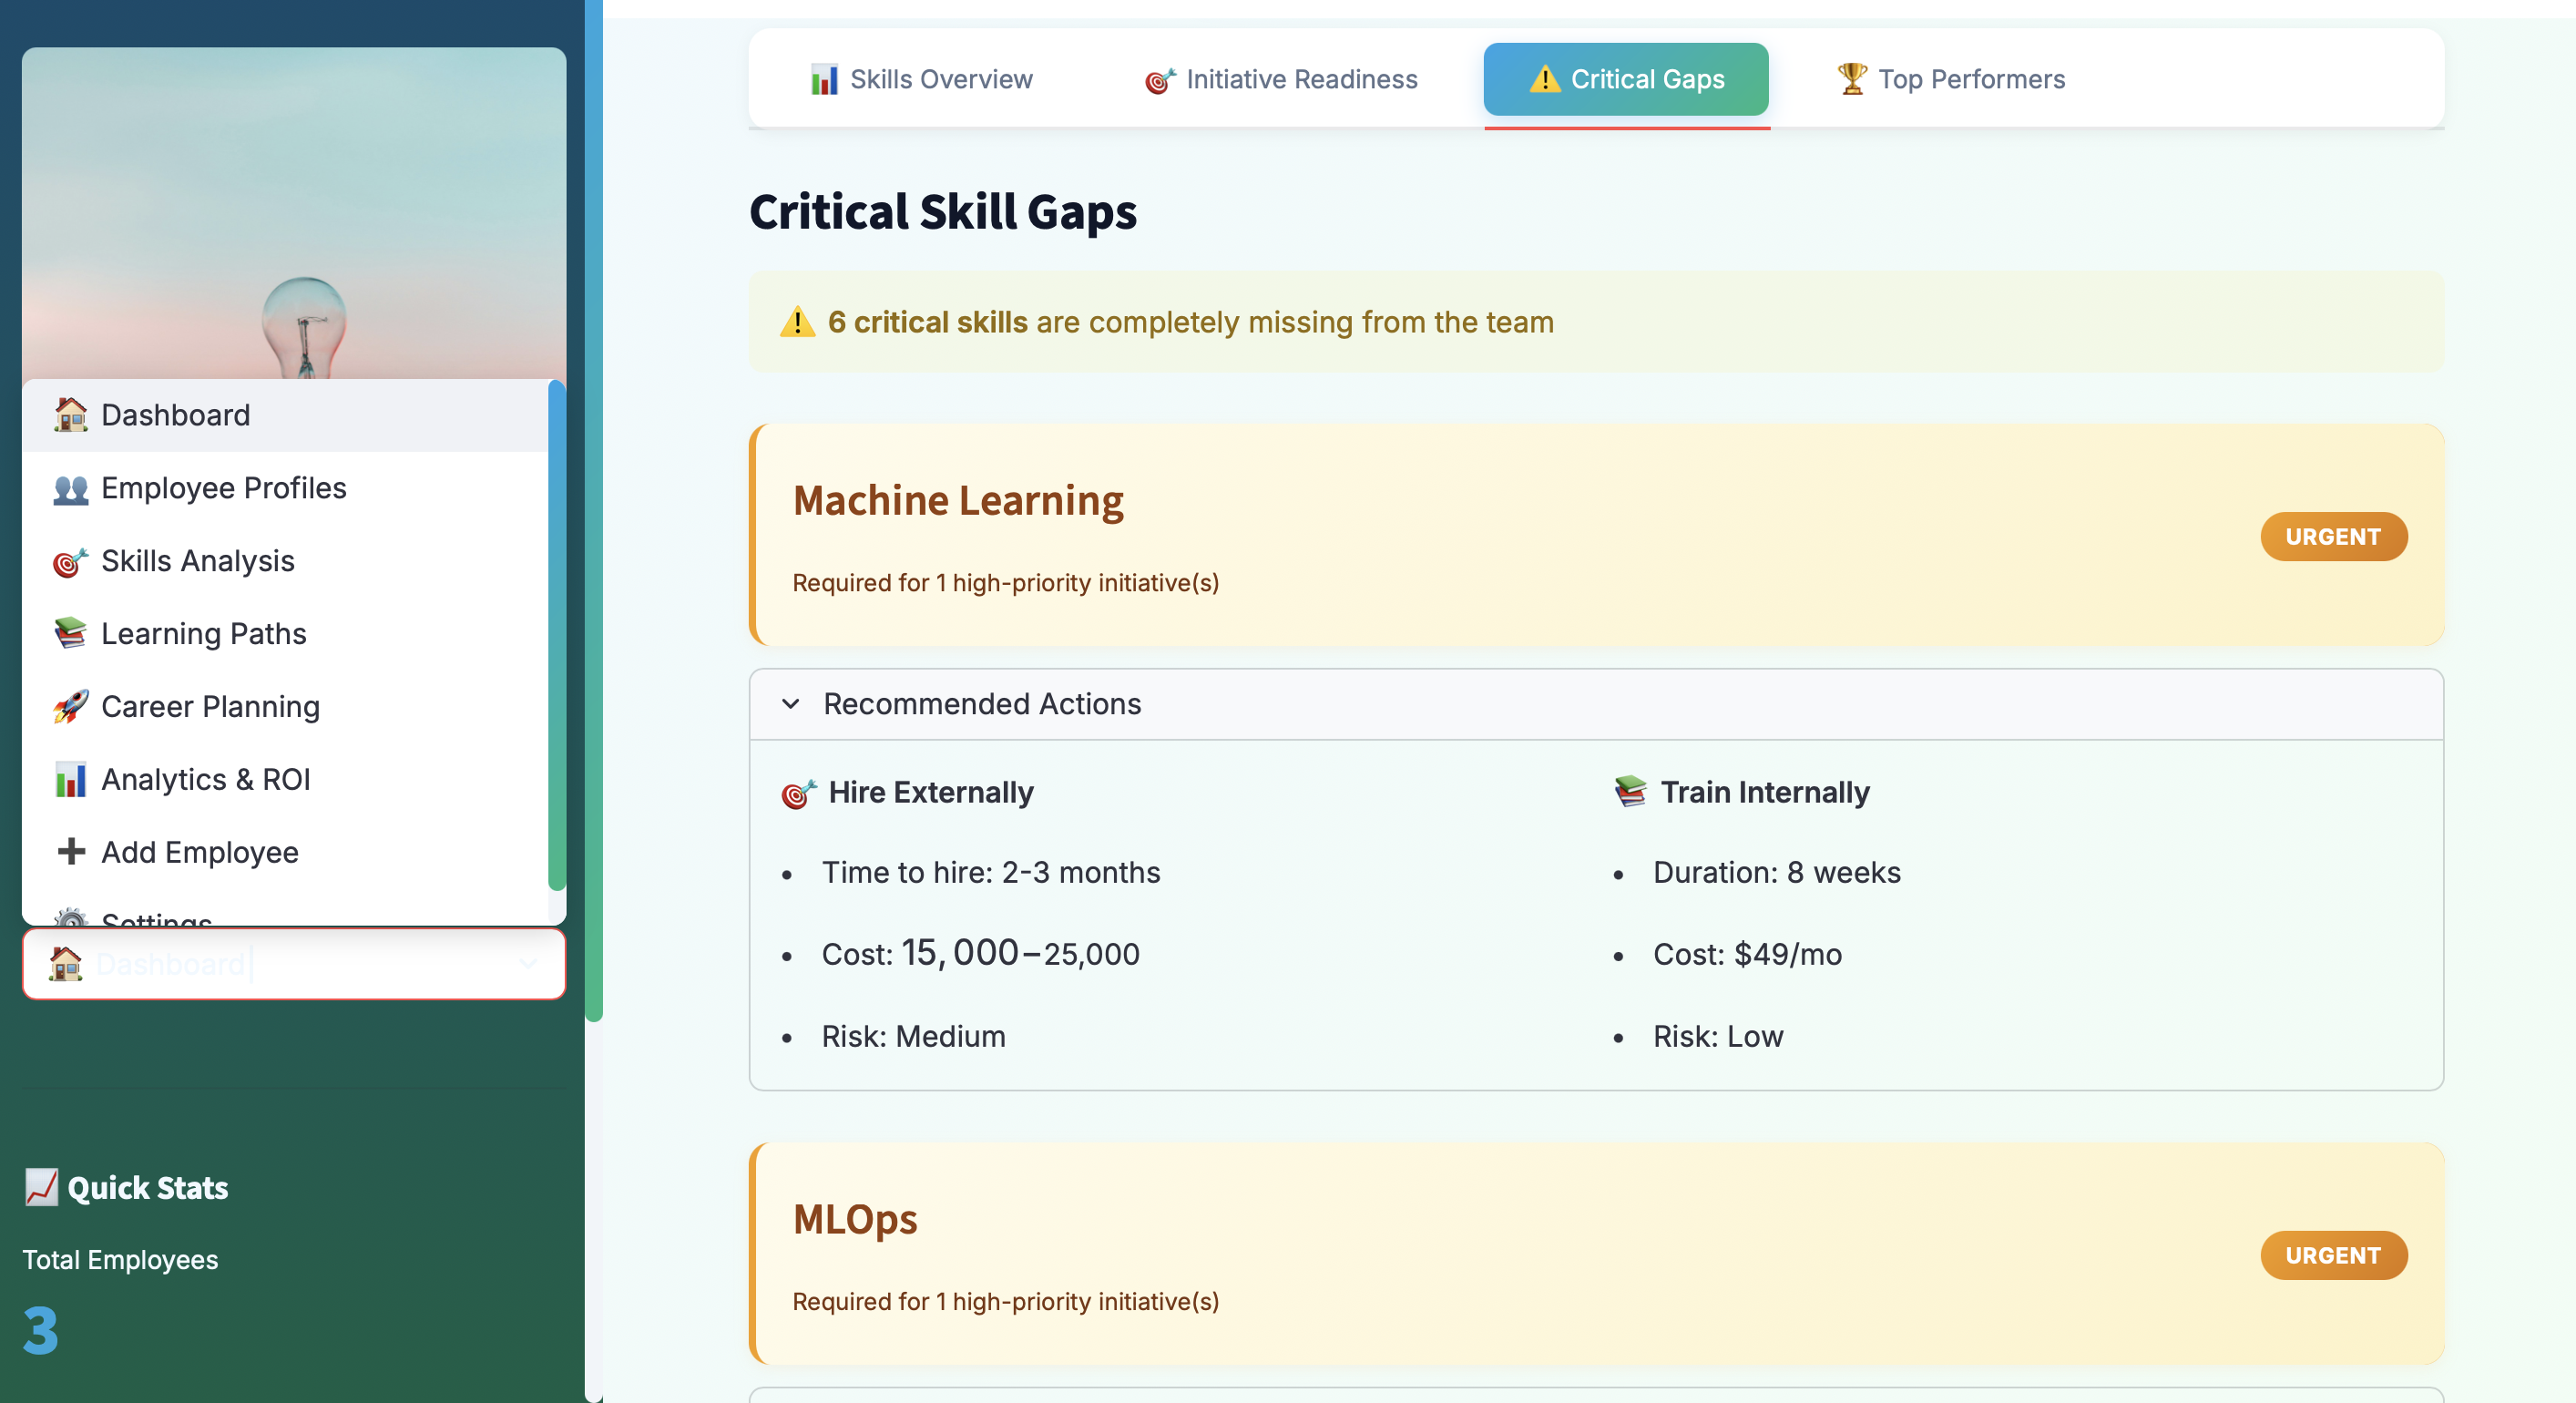 📊 Skills Overview
🎯 Initiative Readiness
⚠️ Critical Gaps
🏆 Top Performers
🏠 Dashboard
👥 Employee Profiles
🎯 Skills Analysis
📚 Learning Paths
🚀 Career Planning
📊 Analytics & ROI
➕ Add Employee
⚙️ Settings
🏠 Dashboard
📈 Quick Stats
Total Employees
3
Critical Skill Gaps
⚠️ 6 critical skills are completely missing from the team
Machine Learning
Required for 1 high-priority initiative(s)
URGENT
Recommended Actions
🎯 Hire Externally
• Time to hire: 2-3 months
• Cost: 15,000−25,000
• Risk: Medium
📚 Train Internally
• Duration: 8 weeks
• Cost: $49/mo
• Risk: Low
MLOps
Required for 1 high-priority initiative(s)
URGENT